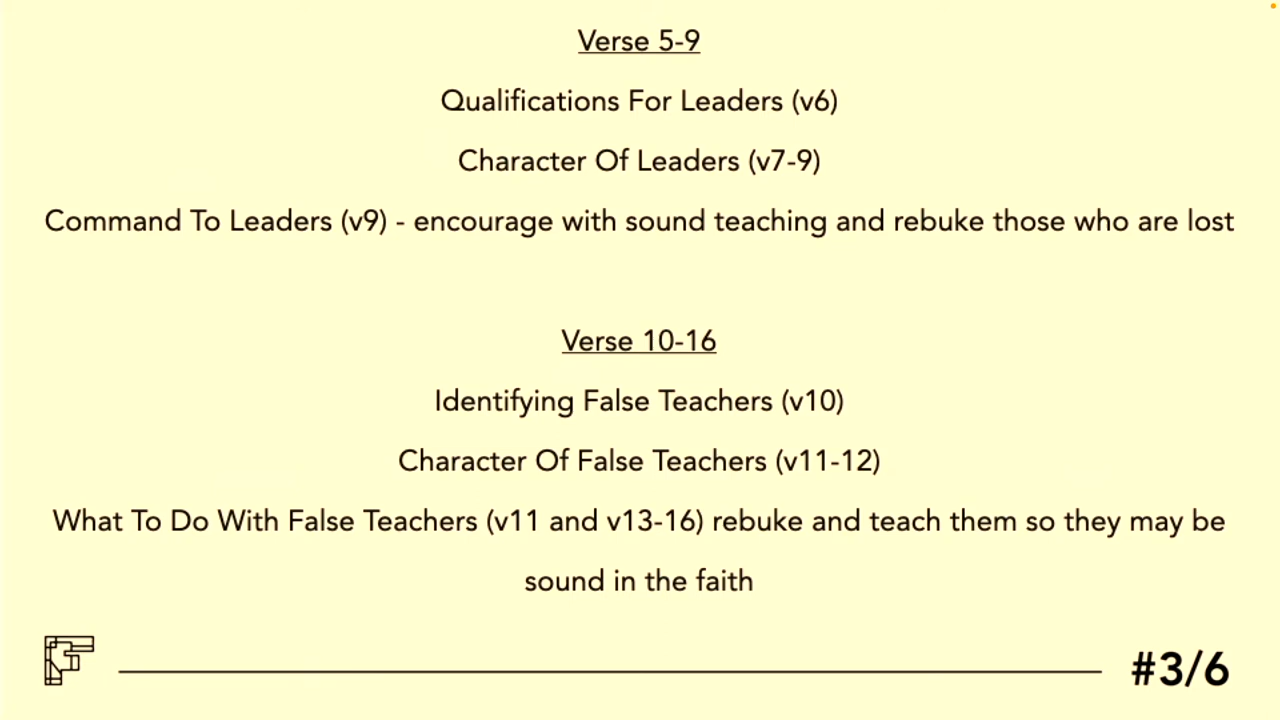 Verse 5-9
Qualifications For Leaders (v6)
Character Of Leaders (v7-9)
Command To Leaders (v9) - encourage with sound teaching and rebuke those who are lost
Verse 10-16
Identifying False Teachers (v10)
Character Of False Teachers (v11-12)
What To Do With False Teachers (v11 and v13-16) rebuke and teach them so they may be
sound in the faith
#3/6